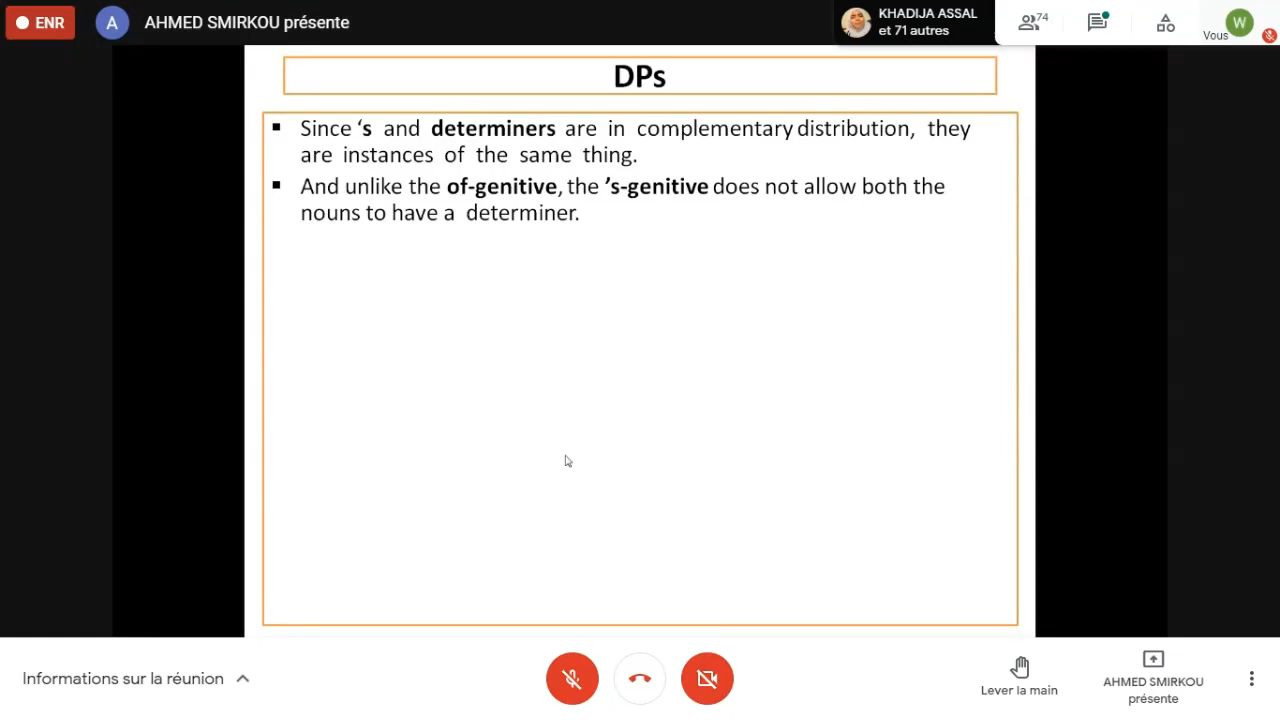 ENR
A
AHMED SMIRKOU présente
KHADIJA ASSAL
et 71 autres
74
Vous
W
DPs
▪ Since ‘s and determiners are in complementary distribution, they
are instances of the same thing.
▪ And unlike the of-genitive, the ’s-genitive does not allow both the
nouns to have a determiner.
Informations sur la réunion
Lever la main
AHMED SMIRKOU
présente